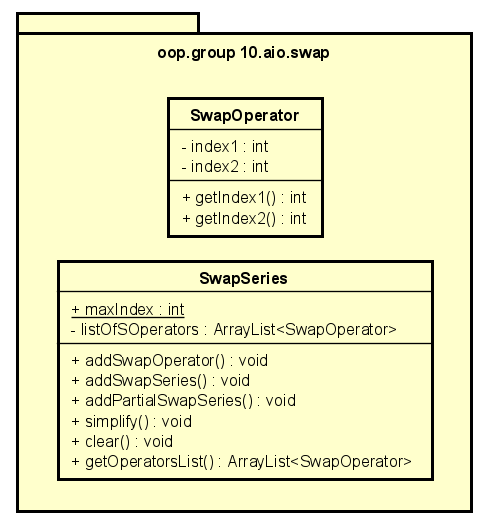 oop.group 10.aio.swap
SwapOperator
- index1 : int
- index2 : int
+ getIndex1() : int
+ getIndex2() : int
SwapSeries
+ maxIndex : int
- listOfSOperators : ArrayList<SwapOperator>
+ addSwapOperator() : void
+ addSwapSeries() : void
+ addPartialSwapSeries() : void
+ simplify() : void
+ clear() : void
+ getOperatorsList() : ArrayList<SwapOperator>